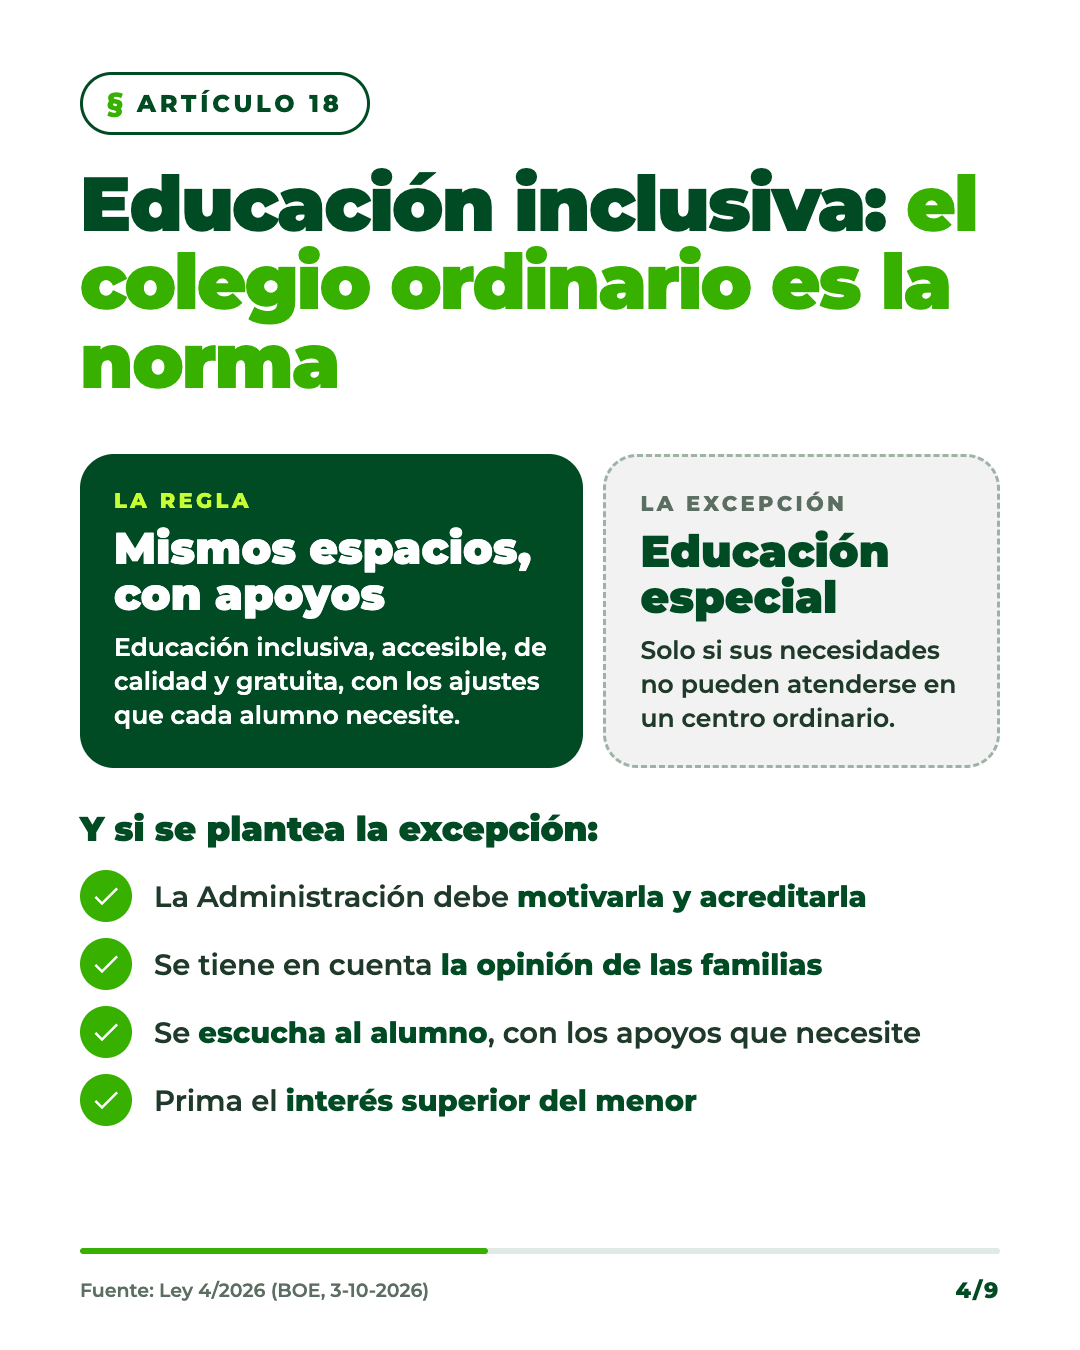 § ARTÍCULO 18
Educación inclusiva: el
colegio ordinario es la
norma
LA REGLA
Mismos espacios,
con apoyos
Educación inclusiva, accesible, de
calidad y gratuita, con los ajustes
que cada alumno necesite.
LA EXCEPCIÓN
Educación
especial
Solo si sus necesidades
no pueden atenderse en
un centro ordinario.
Y si se plantea la excepción:
La Administración debe motivarla y acreditarla
Se tiene en cuenta la opinión de las familias
Se escucha al alumno, con los apoyos que necesite
Prima el interés superior del menor
Fuente: Ley 4/2026 (BOE, 3-10-2026)
4/9